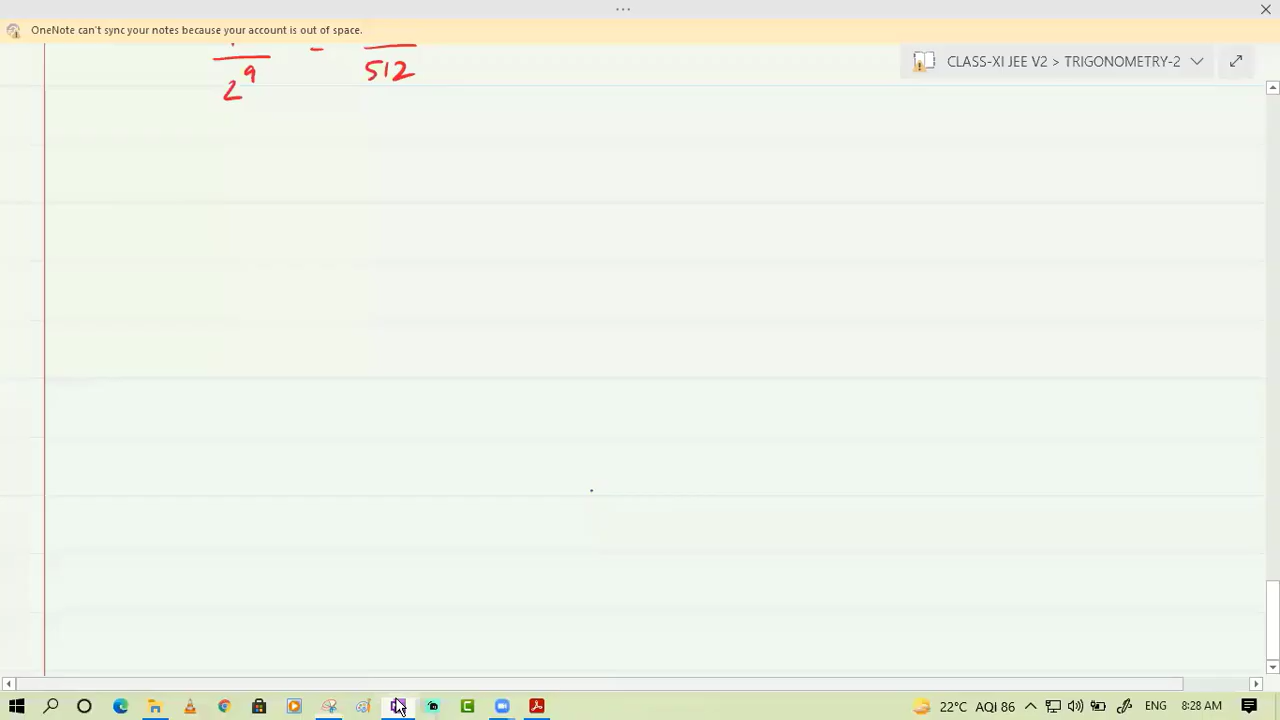 OneNote can't sync your notes because your account is out of space.
CLASS-XI JEE V2 > TRIGONOMETRY-2
2^9 = 512
22°C AQI 86 ENG 8:28 AM